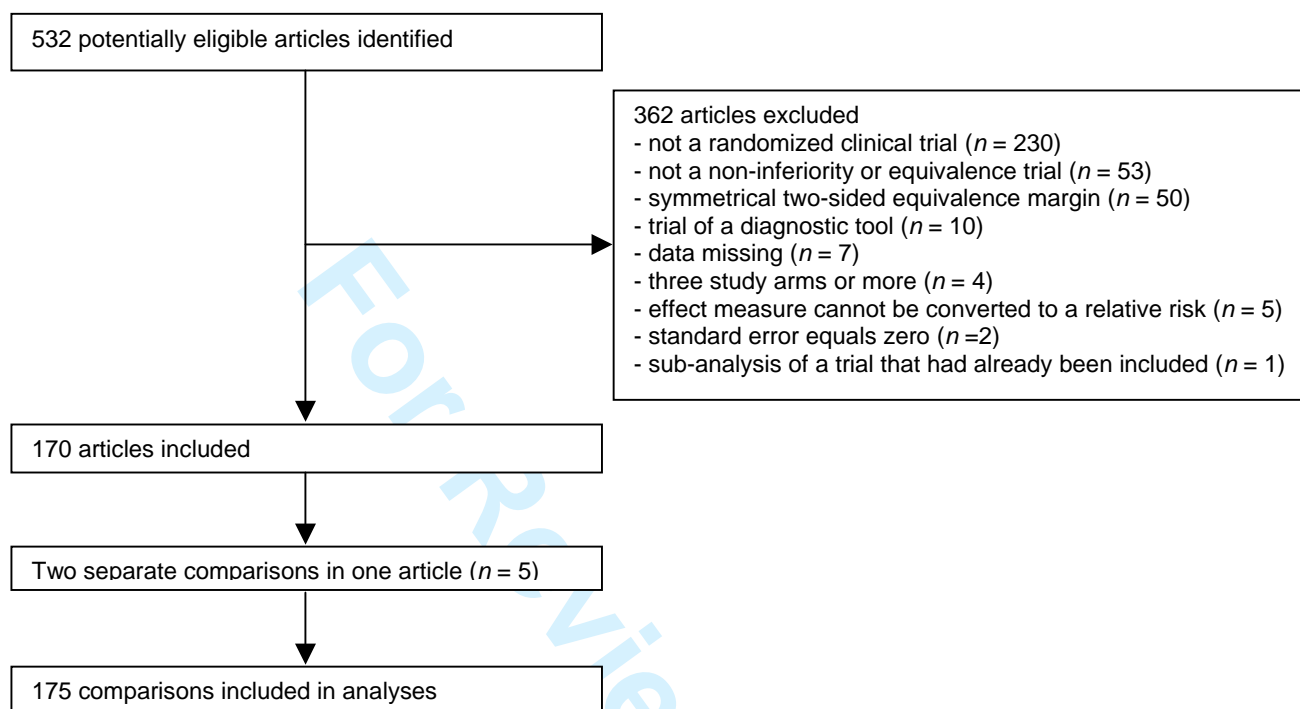 532 potentially eligible articles identified
362 articles excluded
- not a randomized clinical trial (n = 230)
- not a non-inferiority or equivalence trial (n = 53)
- symmetrical two-sided equivalence margin (n = 50)
- trial of a diagnostic tool (n = 10)
- data missing (n = 7)
- three study arms or more (n = 4)
- effect measure cannot be converted to a relative risk (n = 5)
- standard error equals zero (n =2)
- sub-analysis of a trial that had already been included (n = 1)
170 articles included
Two separate comparisons in one article (n = 5)
175 comparisons included in analyses
For Revie